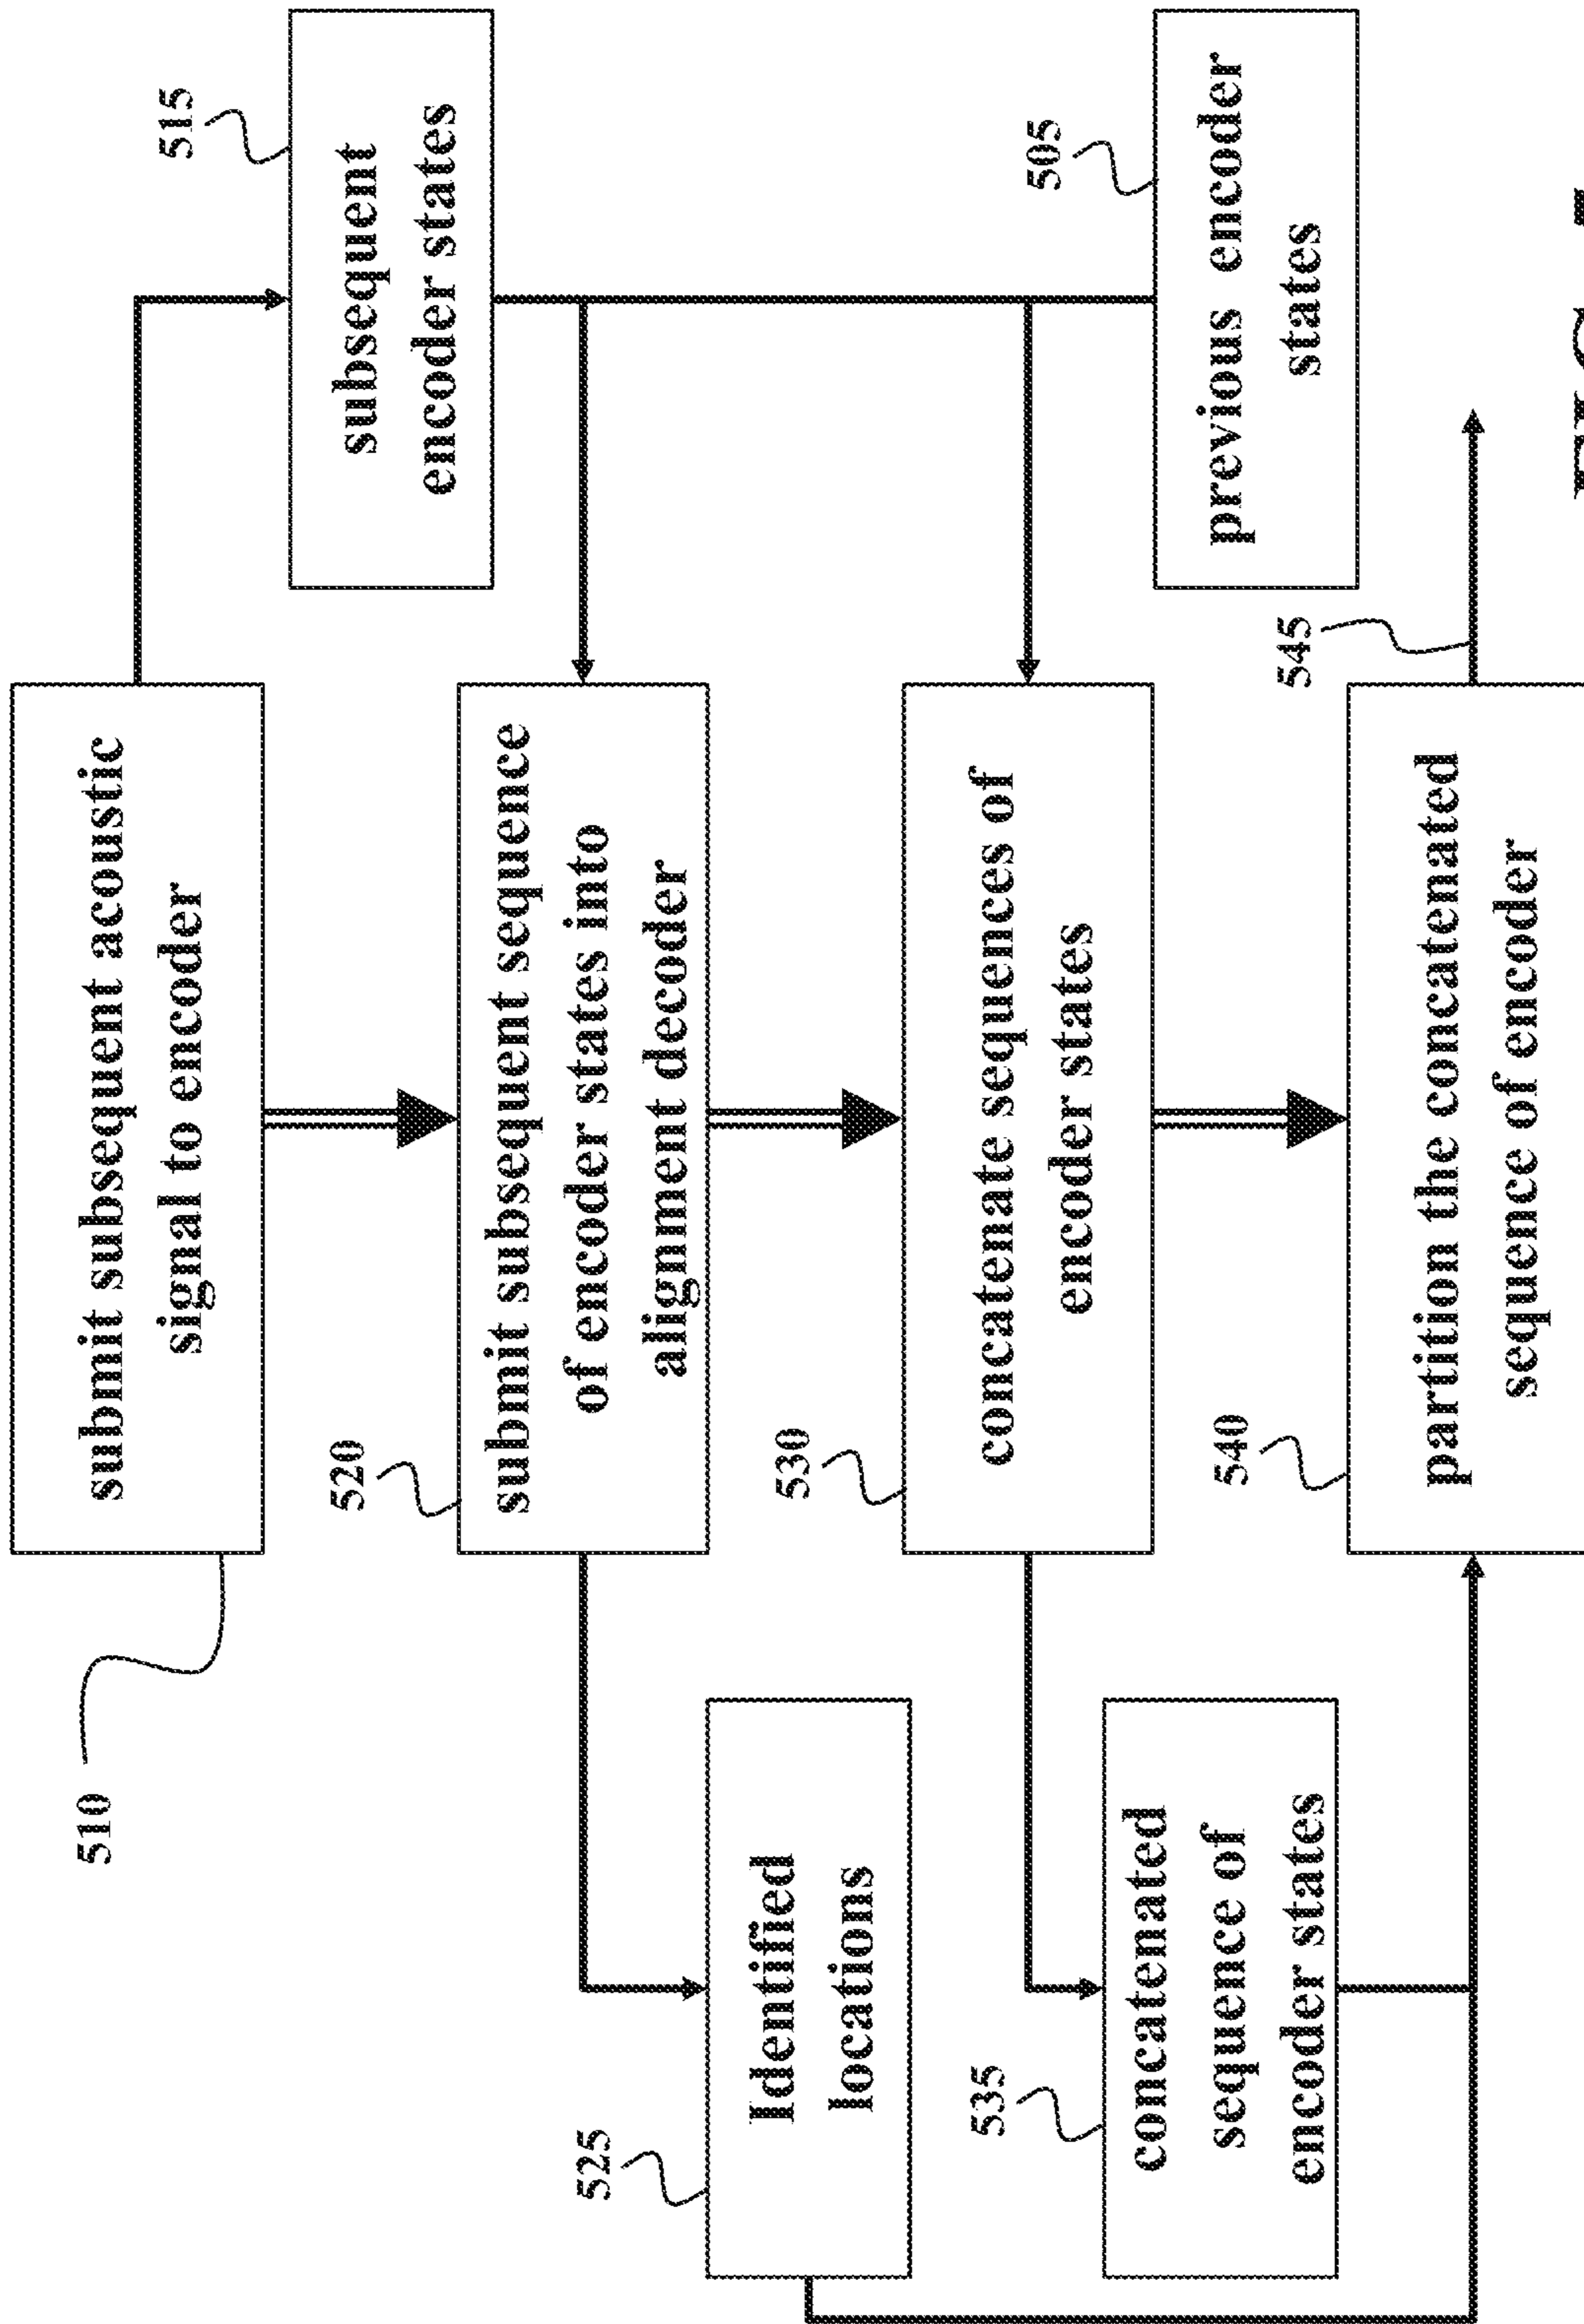 510
submit subsequent acoustic
signal to encoder
515
subsequent
encoder states
520
submit subsequent sequence
of encoder states into
alignment decoder
525
Identified
locations
530
concatenate sequences of
encoder states
505
previous encoder
states
535
concatenated
sequence of
encoder states
540
partition the concatenated
sequence of encoder
545